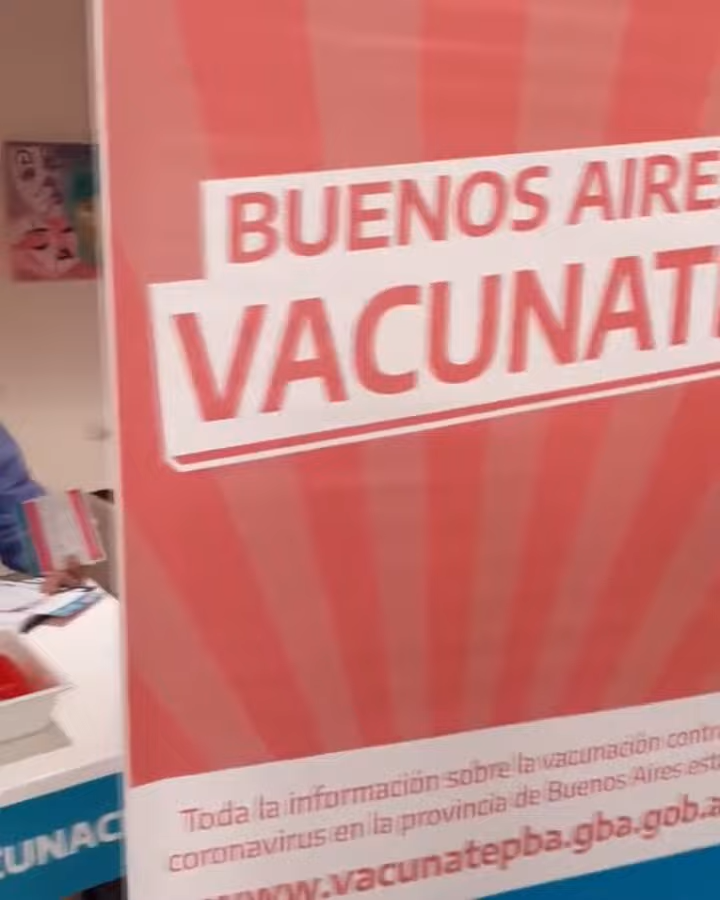 BUENOS AIRE
VACUNAT
Toda la información sobre la vacunación contr
coronavirus en la provincia de Buenos Aires est
www.vacunatepba.gba.gob.a
CUNAC